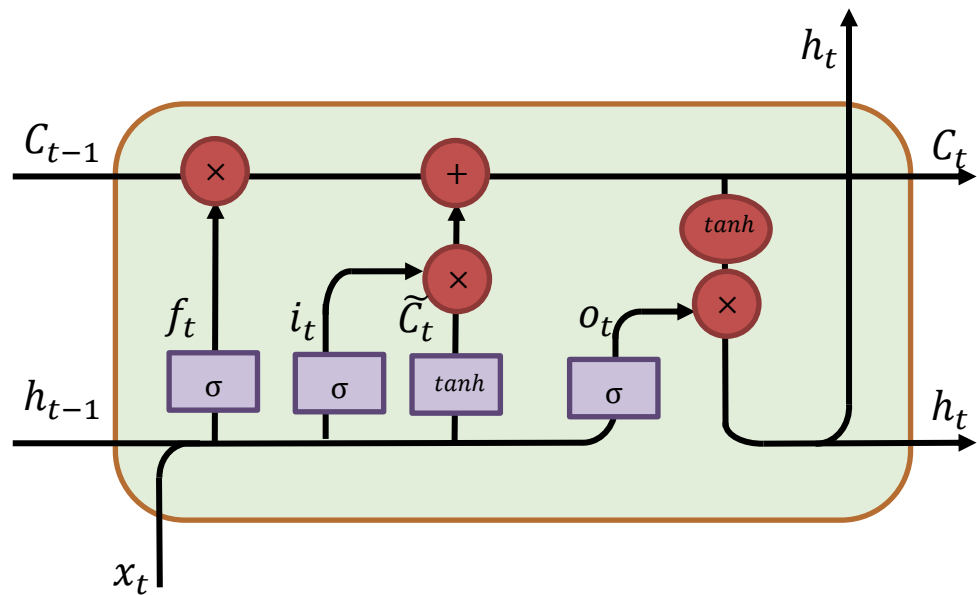 h_t
C_{t−1}
×
+
C_t
tanh
×
×
f_t
i_t
C̃_t
o_t
σ
σ
tanh
σ
h_{t−1}
h_t
x_t